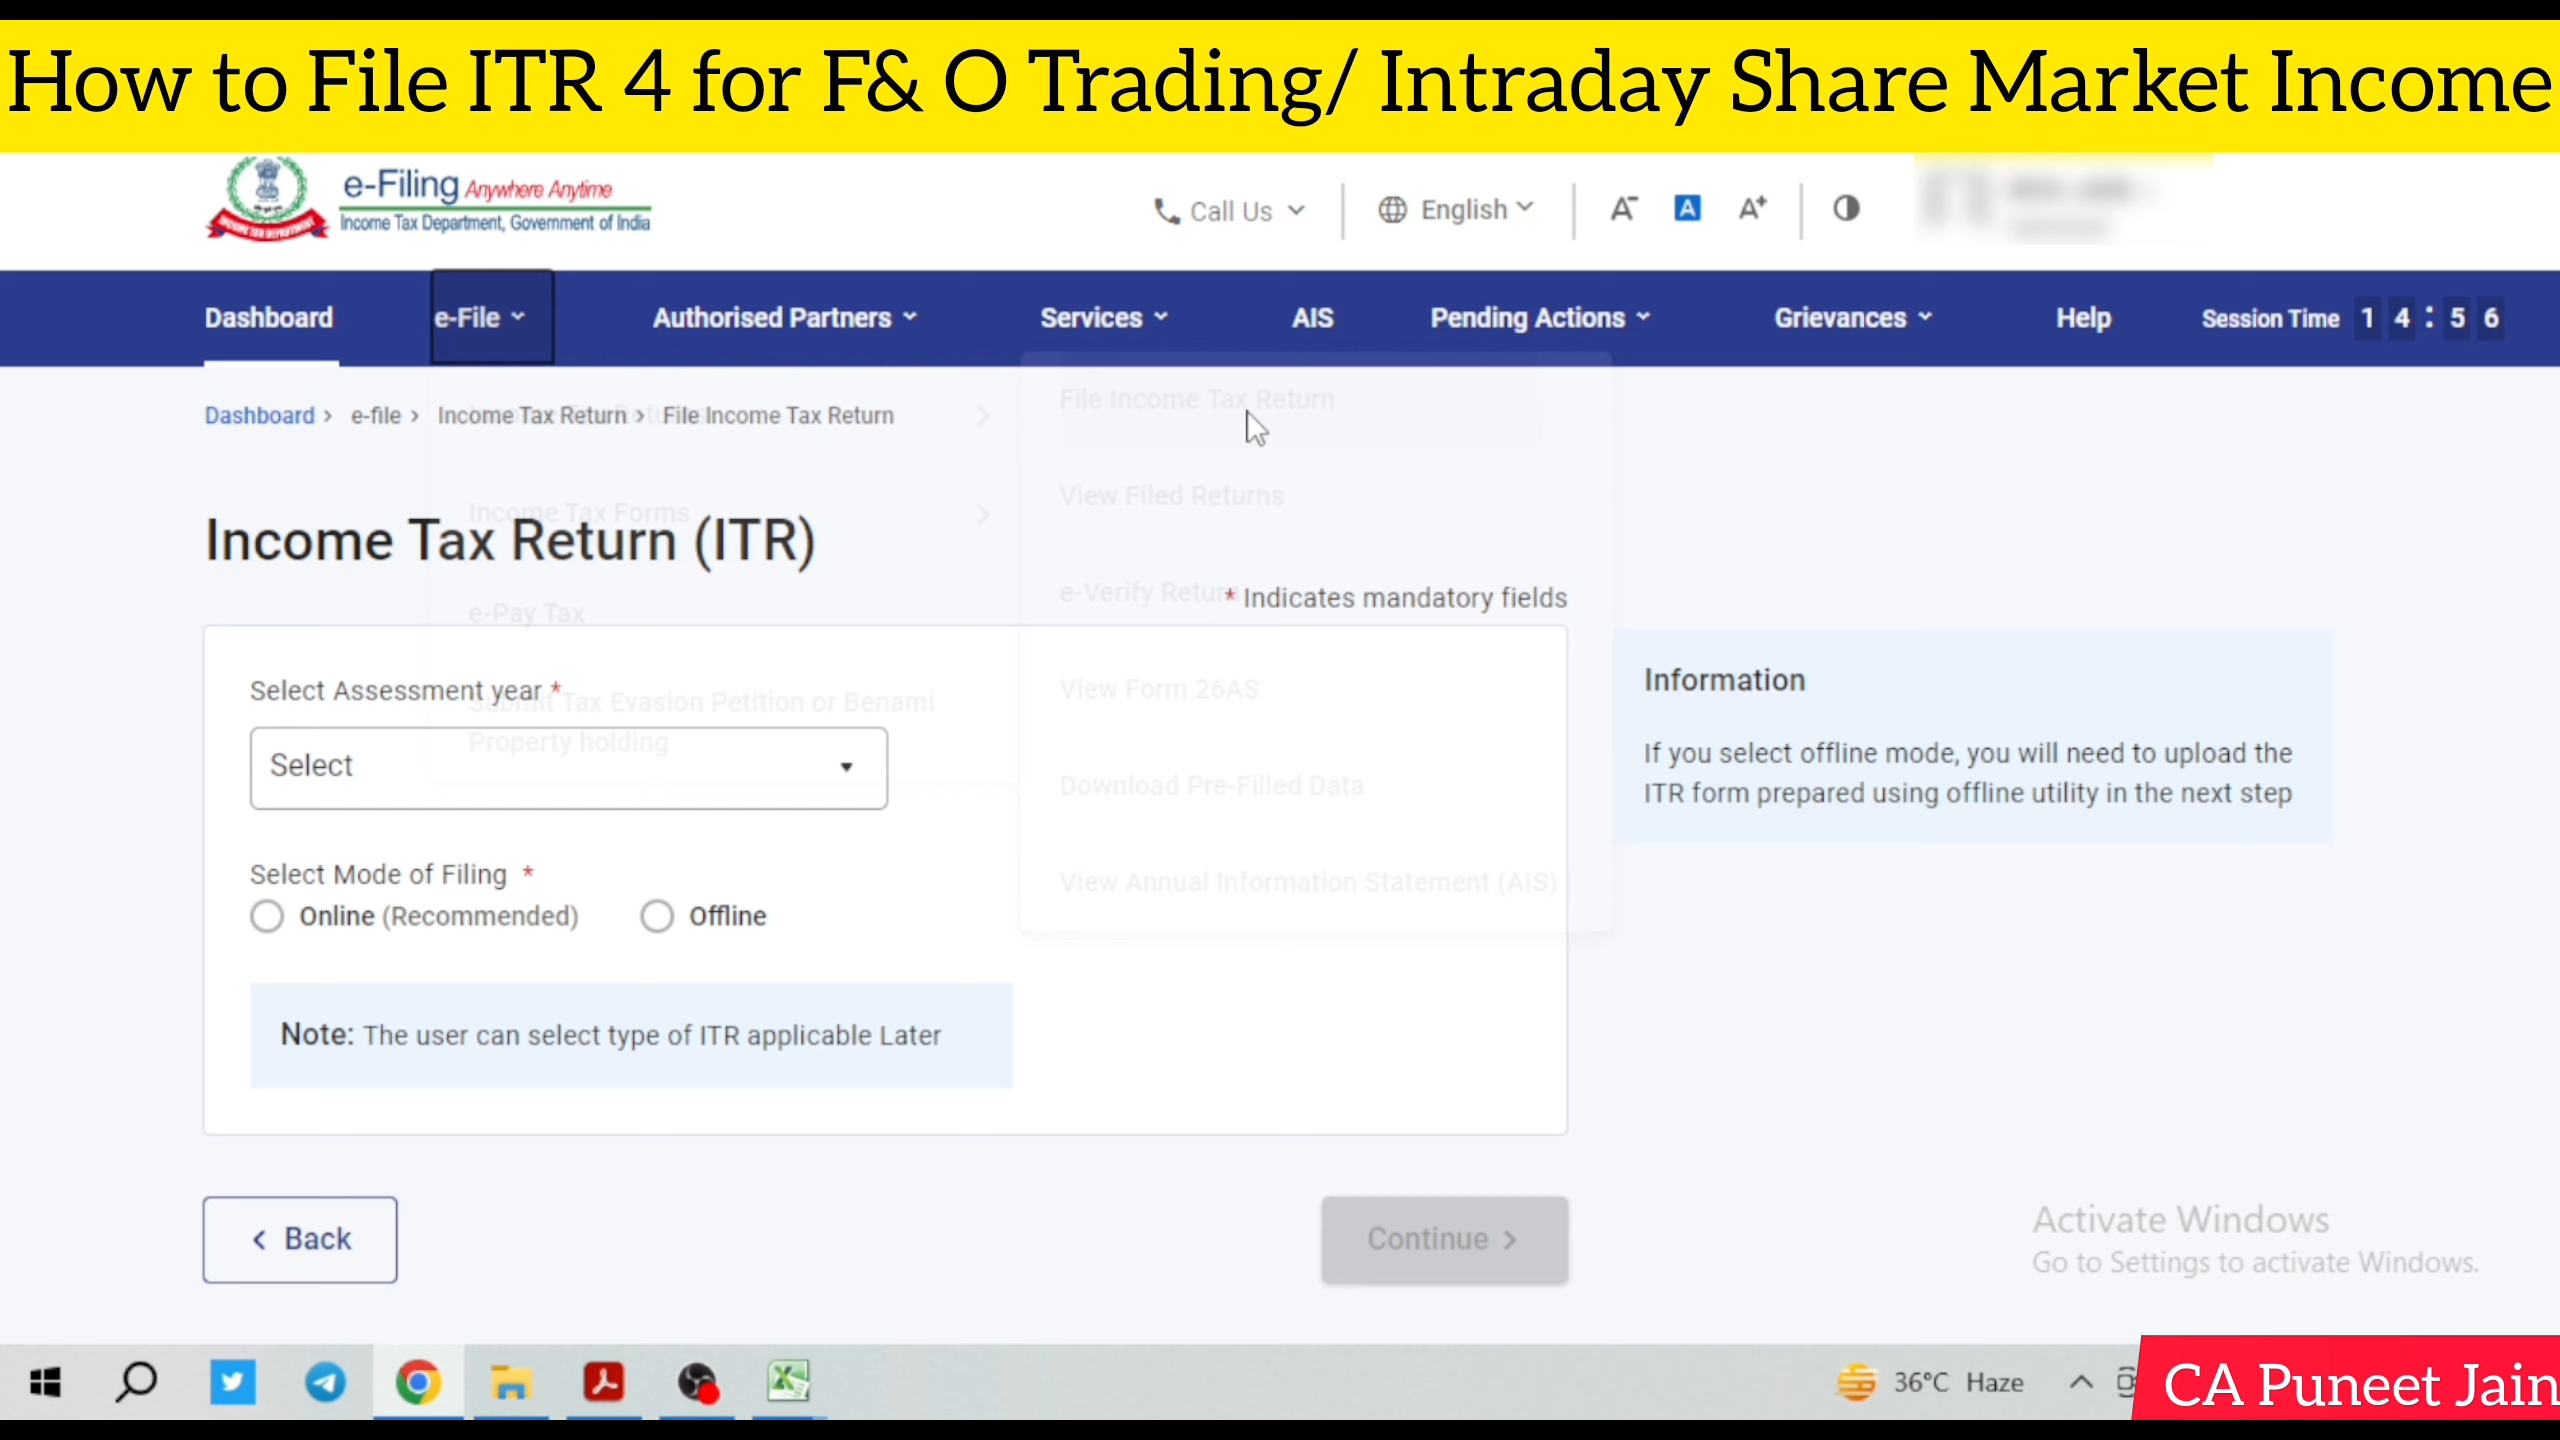 How to File ITR 4 for F& O Trading/ Intraday Share Market Income
e-Filing Anywhere Anytime
Income Tax Department, Government of India
Call Us
English
A-
A
A+
Dashboard
e-File
Authorised Partners
Services
AIS
Pending Actions
Grievances
Help
Session Time 1 4 : 5 6
Dashboard > e-file > Income Tax Return > File Income Tax Return
File Income Tax Return
View Filed Returns
Income Tax Forms
Income Tax Return (ITR)
e-Verify Return
* Indicates mandatory fields
e-Pay Tax
Select Assessment year *
Submit Tax Evasion Petition or Benami
Property holding
View Form 26AS
Select
Download Pre-Filled Data
Select Mode of Filing *
View Annual Information Statement (AIS)
Online (Recommended)
Offline
Note: The user can select type of ITR applicable Later
Information
If you select offline mode, you will need to upload the
ITR form prepared using offline utility in the next step
< Back
Continue >
Activate Windows
Go to Settings to activate Windows.
36°C Haze
CA Puneet Jain